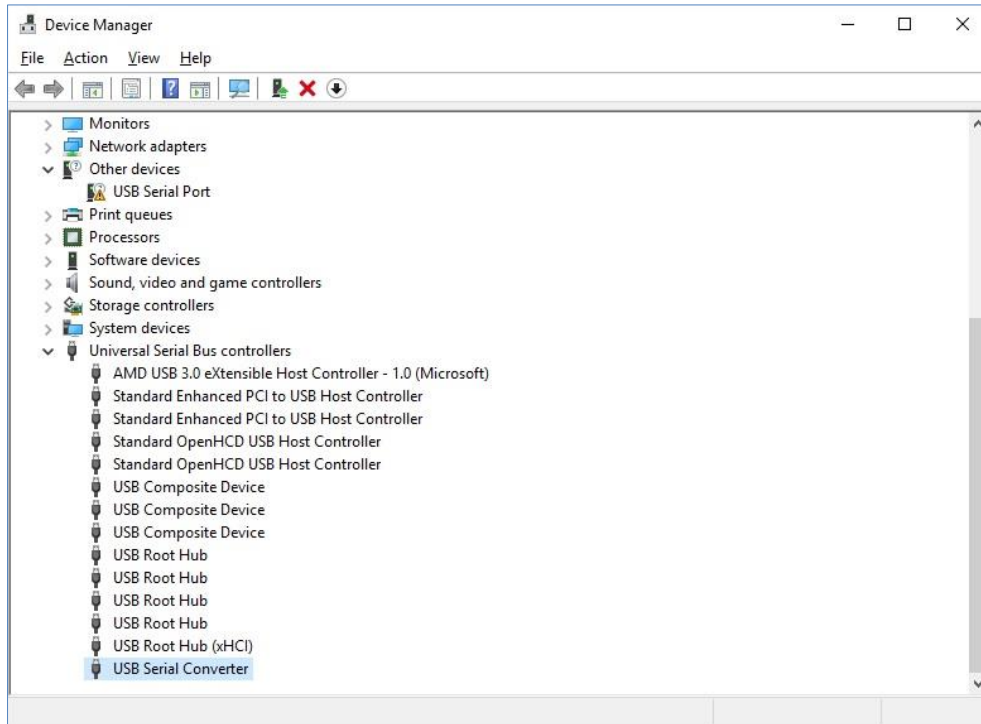 Device Manager
File Action View Help
Monitors
Network adapters
Other devices
USB Serial Port
Print queues
Processors
Software devices
Sound, video and game controllers
Storage controllers
System devices
Universal Serial Bus controllers
AMD USB 3.0 eXtensible Host Controller - 1.0 (Microsoft)
Standard Enhanced PCI to USB Host Controller
Standard Enhanced PCI to USB Host Controller
Standard OpenHCD USB Host Controller
Standard OpenHCD USB Host Controller
USB Composite Device
USB Composite Device
USB Composite Device
USB Root Hub
USB Root Hub
USB Root Hub
USB Root Hub
USB Root Hub (xHCI)
USB Serial Converter